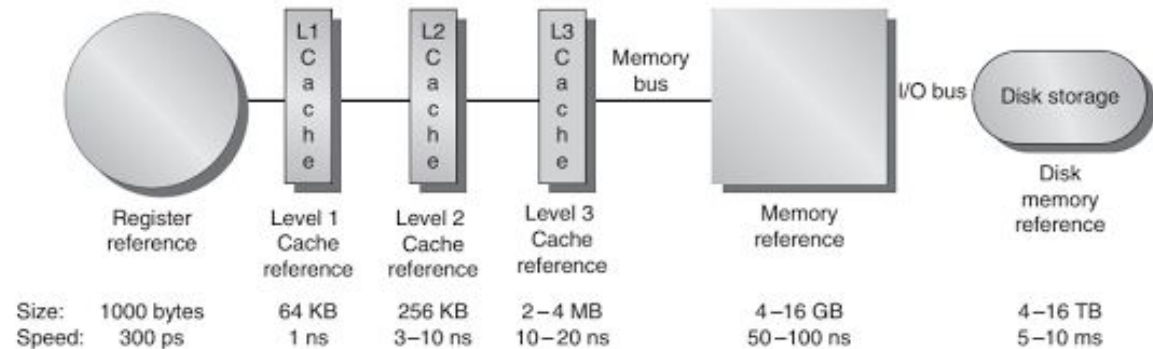 L1
C
a
c
h
e
L2
C
a
c
h
e
L3
C
a
c
h
e
Memory
bus
I/O bus
Disk storage
Register
reference
Level 1
Cache
reference
Level 2
Cache
reference
Level 3
Cache
reference
Memory
reference
Disk
memory
reference
Size: 1000 bytes 64 KB 256 KB 2–4 MB 4–16 GB 4–16 TB
Speed: 300 ps 1 ns 3–10 ns 10–20 ns 50–100 ns 5–10 ms